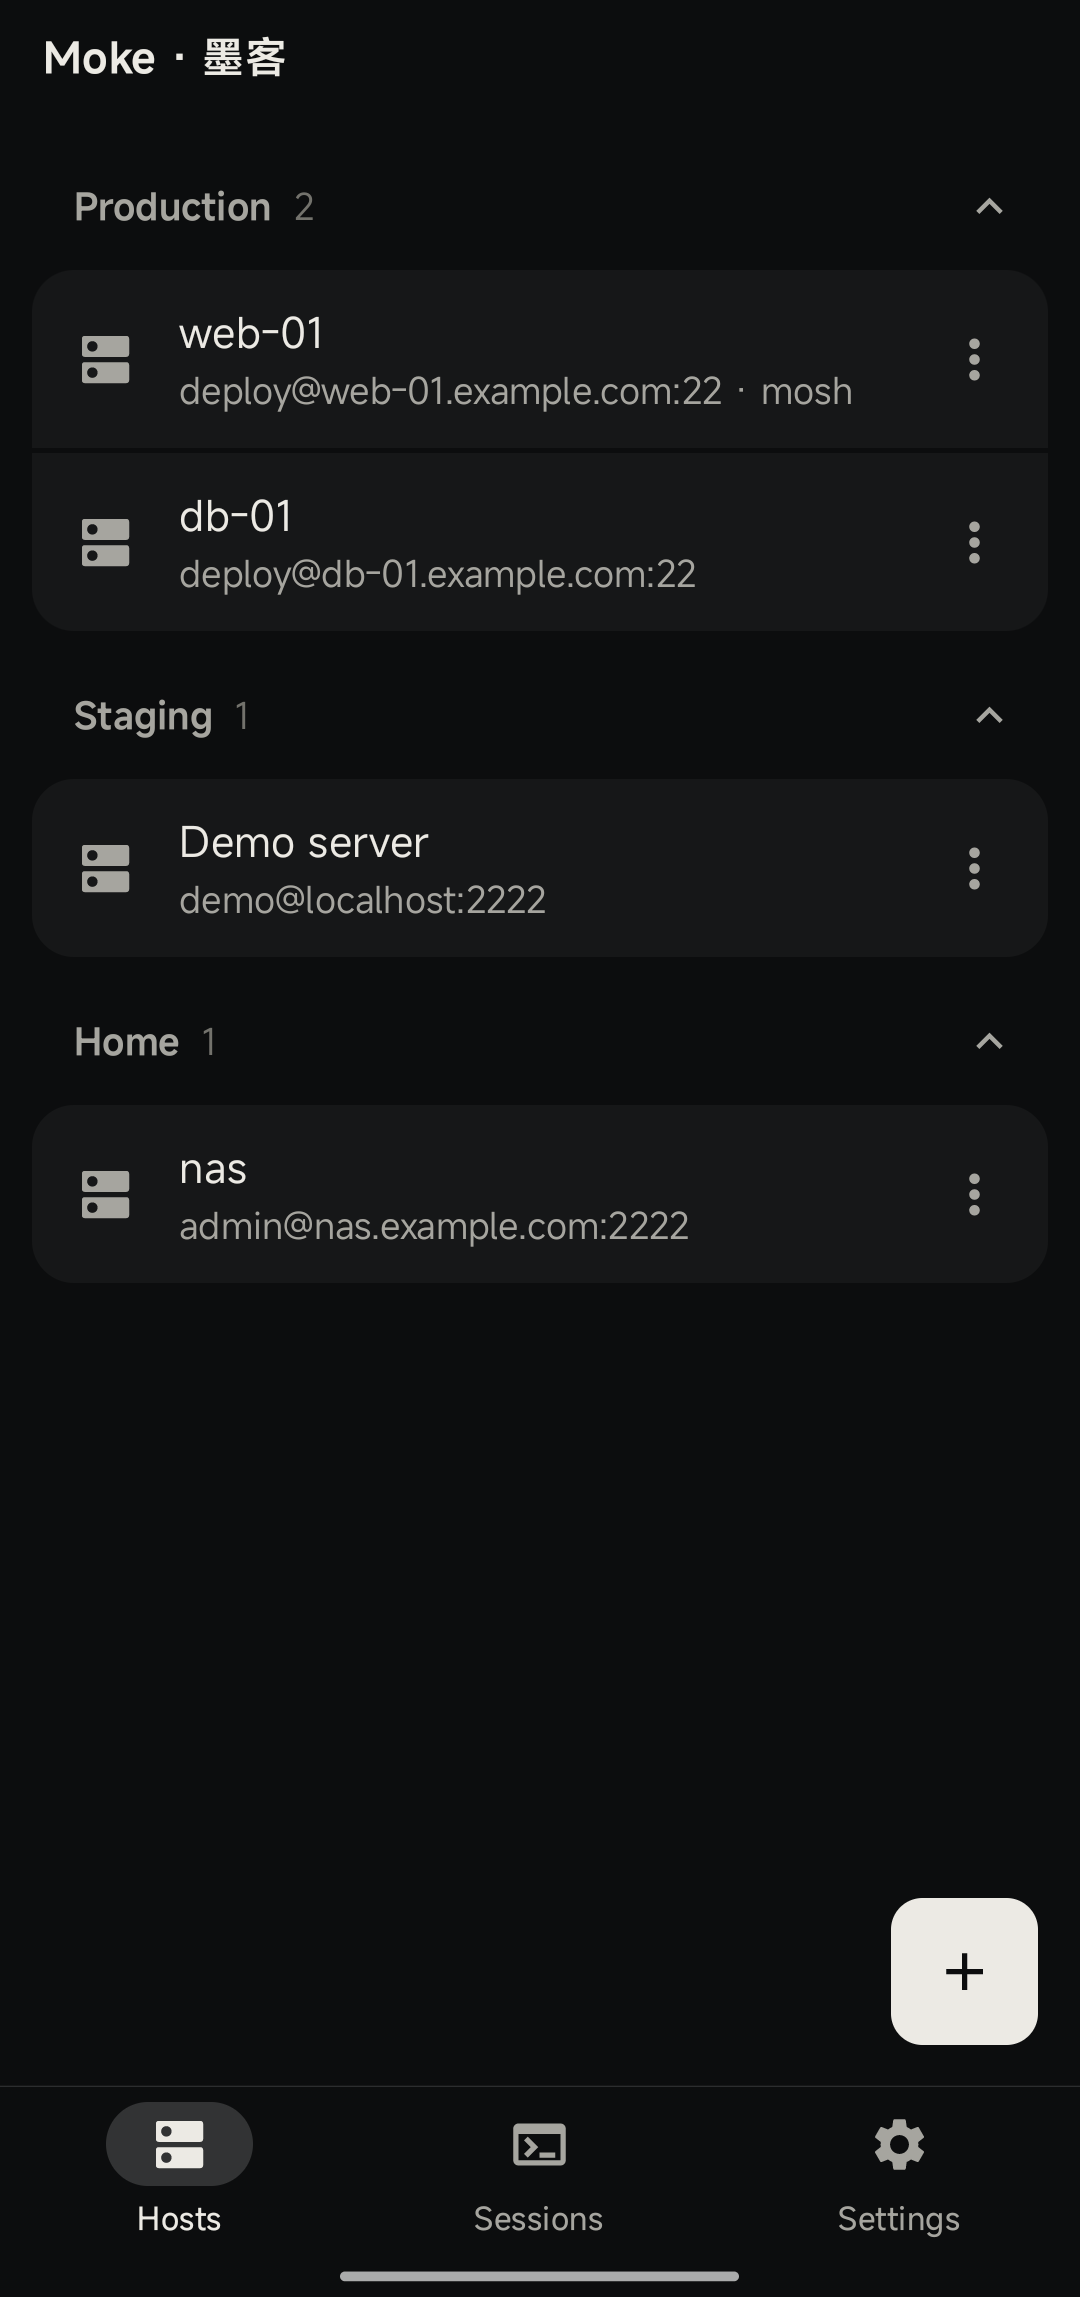 Moke · 墨客
Production 2
web-01
deploy@web-01.example.com:22 · mosh
db-01
deploy@db-01.example.com:22
Staging 1
Demo server
demo@localhost:2222
Home 1
nas
admin@nas.example.com:2222
Hosts
Sessions
Settings